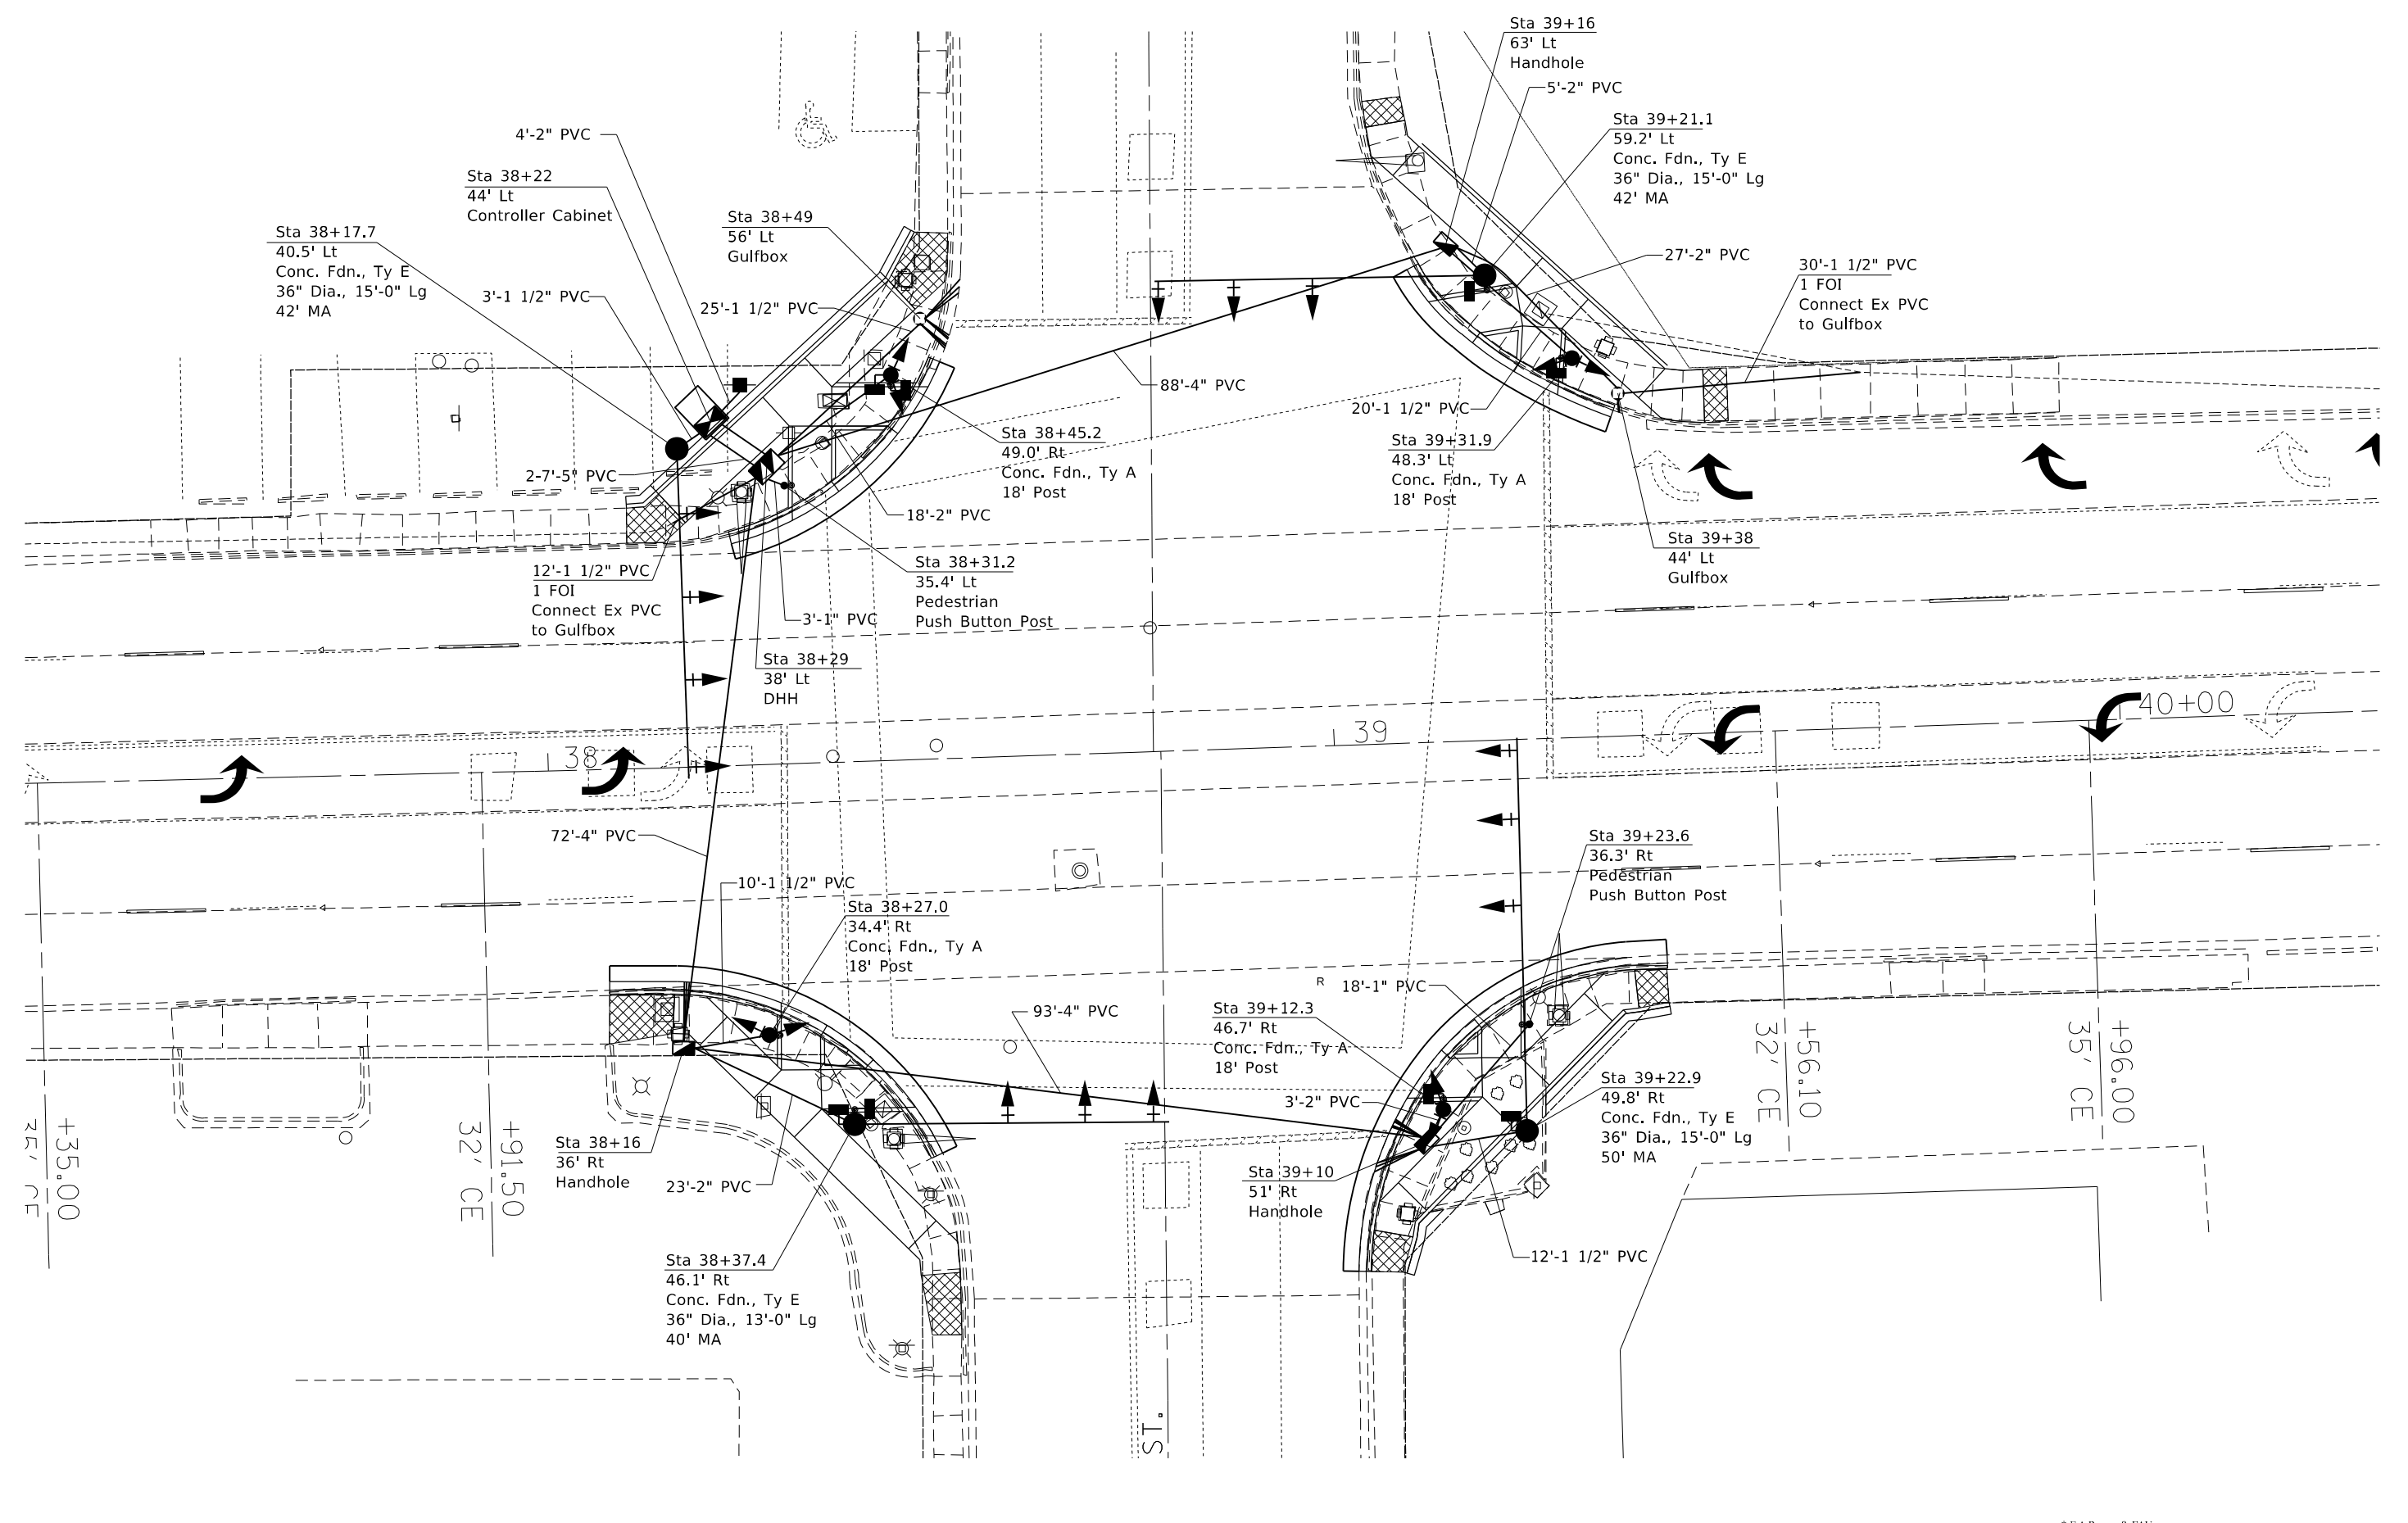 Sta 39+16
63' Lt
Handhole
5'-2" PVC
Sta 39+21.1
59.2' Lt
Conc. Fdn., Ty E
36" Dia., 15'-0" Lg
42' MA
4'-2" PVC
Sta 38+22
44' Lt
Controller Cabinet
Sta 38+49
56' Lt
Gulfbox
Sta 38+17.7
40.5' Lt
Conc. Fdn., Ty E
36" Dia., 15'-0" Lg
42' MA
3'-1 1/2" PVC
25'-1 1/2" PVC
27'-2" PVC
30'-1 1/2" PVC
1 FOI
Connect Ex PVC
to Gulfbox
88'-4" PVC
20'-1 1/2" PVC
Sta 38+45.2
49.0' Rt
Conc. Fdn., Ty A
18' Post
Sta 39+31.9
48.3' Lt
Conc. Fdn., Ty A
18' Post
2-7'-5" PVC
18'-2" PVC
Sta 39+38
44' Lt
Gulfbox
12'-1 1/2" PVC
1 FOI
Connect Ex PVC
to Gulfbox
Sta 38+31.2
35.4' Lt
Pedestrian
Push Button Post
3'-1" PVC
Sta 38+29
38' Lt
DHH
38
39
40+00
72'-4" PVC
10'-1 1/2" PVC
Sta 38+27.0
34.4' Rt
Conc. Fdn., Ty A
18' Post
Sta 39+23.6
36.3' Rt
Pedestrian
Push Button Post
R
18'-1" PVC
93'-4" PVC
Sta 39+12.3
46.7' Rt
Conc. Fdn., Ty A
18' Post
3'-2" PVC
Sta 39+22.9
49.8' Rt
Conc. Fdn., Ty E
36" Dia., 15'-0" Lg
50' MA
+35.00
35' CE
+91.50
32' CE
+56.10
32' CE
+96.00
35' CE
Sta 38+16
36' Rt
Handhole
23'-2" PVC
Sta 39+10
51' Rt
Handhole
12'-1 1/2" PVC
Sta 38+37.4
46.1' Rt
Conc. Fdn., Ty E
36" Dia., 13'-0" Lg
40' MA
ST.